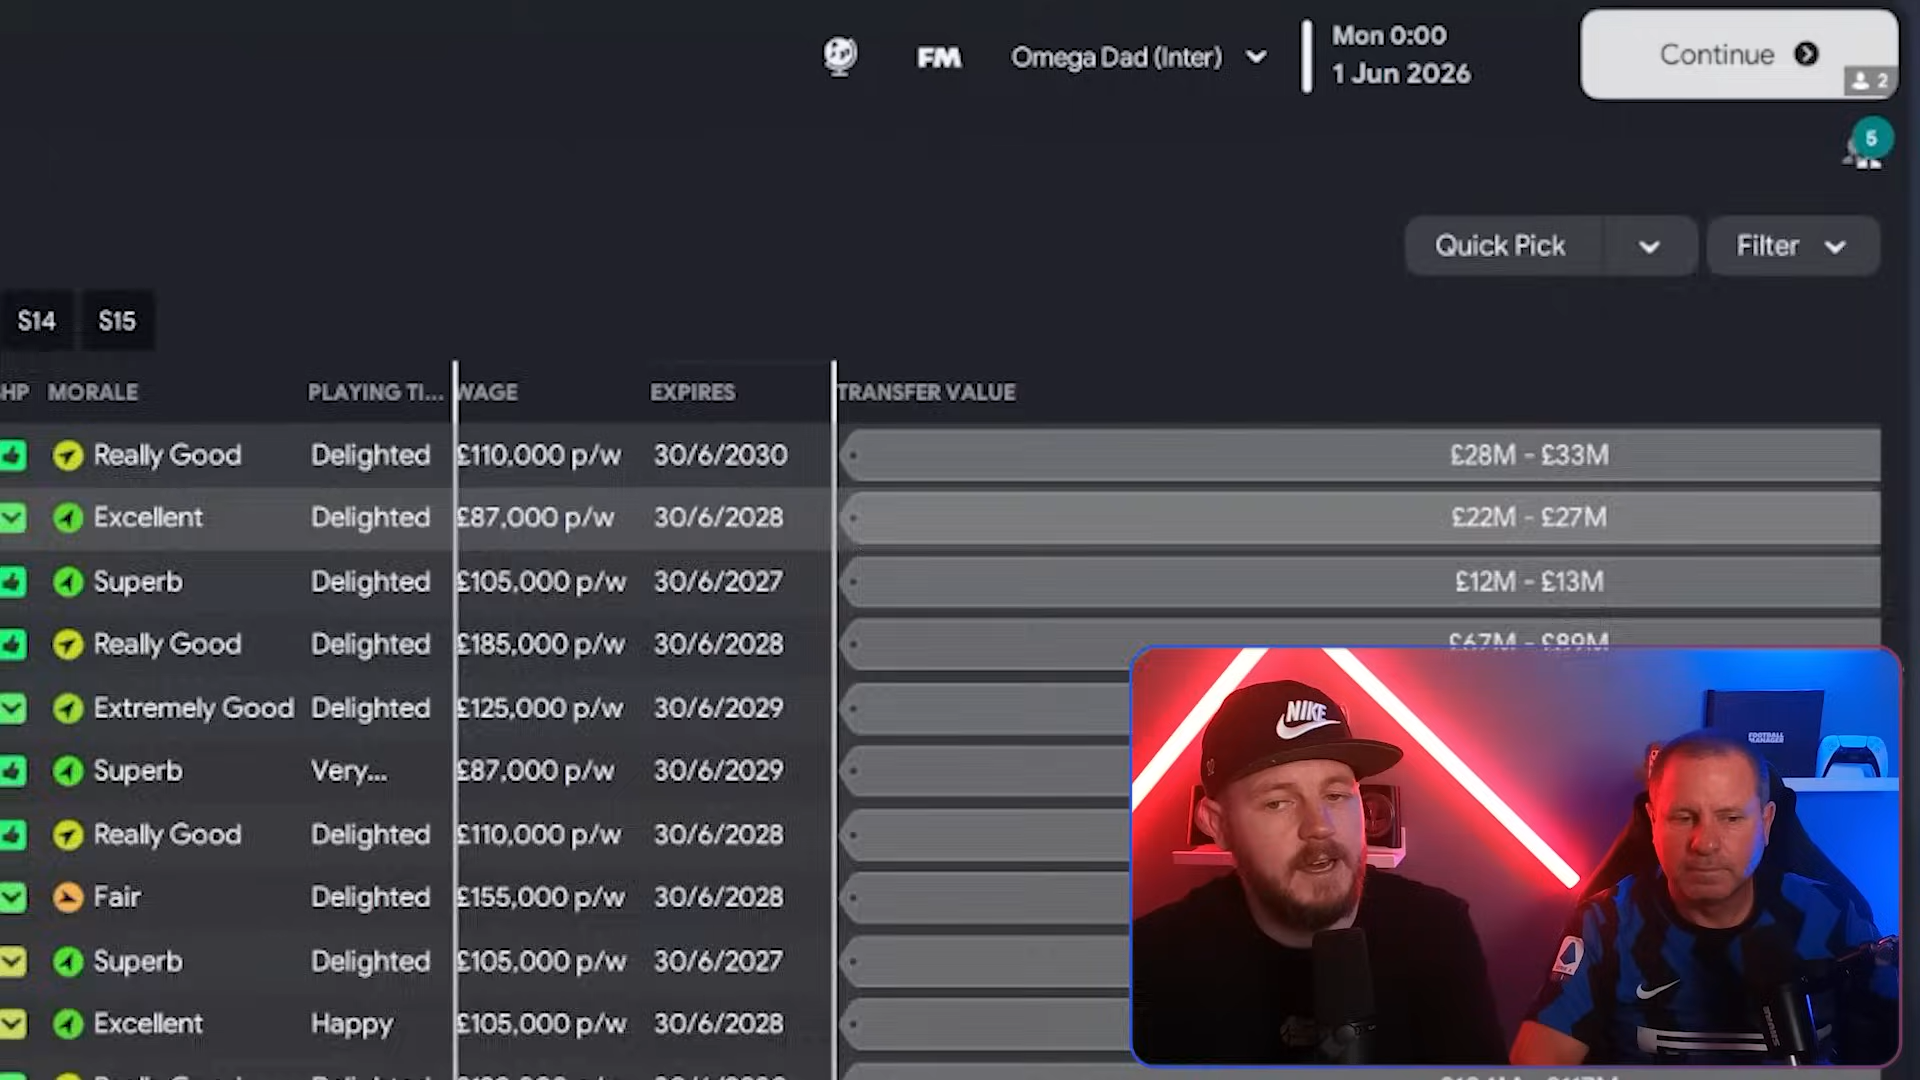 FM Omega Dad (Inter) Mon 0:00 Continue
1 Jun 2026 2
5
Quick Pick Filter
S14 S15
HP MORALE PLAYING TI... WAGE EXPIRES TRANSFER VALUE
Really Good Delighted £110,000 p/w 30/6/2030 £28M - £33M
Excellent Delighted £87,000 p/w 30/6/2028 £22M - £27M
Superb Delighted £105,000 p/w 30/6/2027 £12M - £13M
Really Good Delighted £185,000 p/w 30/6/2028 £67M - £89M
Extremely Good Delighted £125,000 p/w 30/6/2029
Superb Very... £87,000 p/w 30/6/2029
Really Good Delighted £110,000 p/w 30/6/2028
Fair Delighted £155,000 p/w 30/6/2028
Superb Delighted £105,000 p/w 30/6/2027
Excellent Happy £105,000 p/w 30/6/2028
NIKE
FOOTBALL
MANAGER